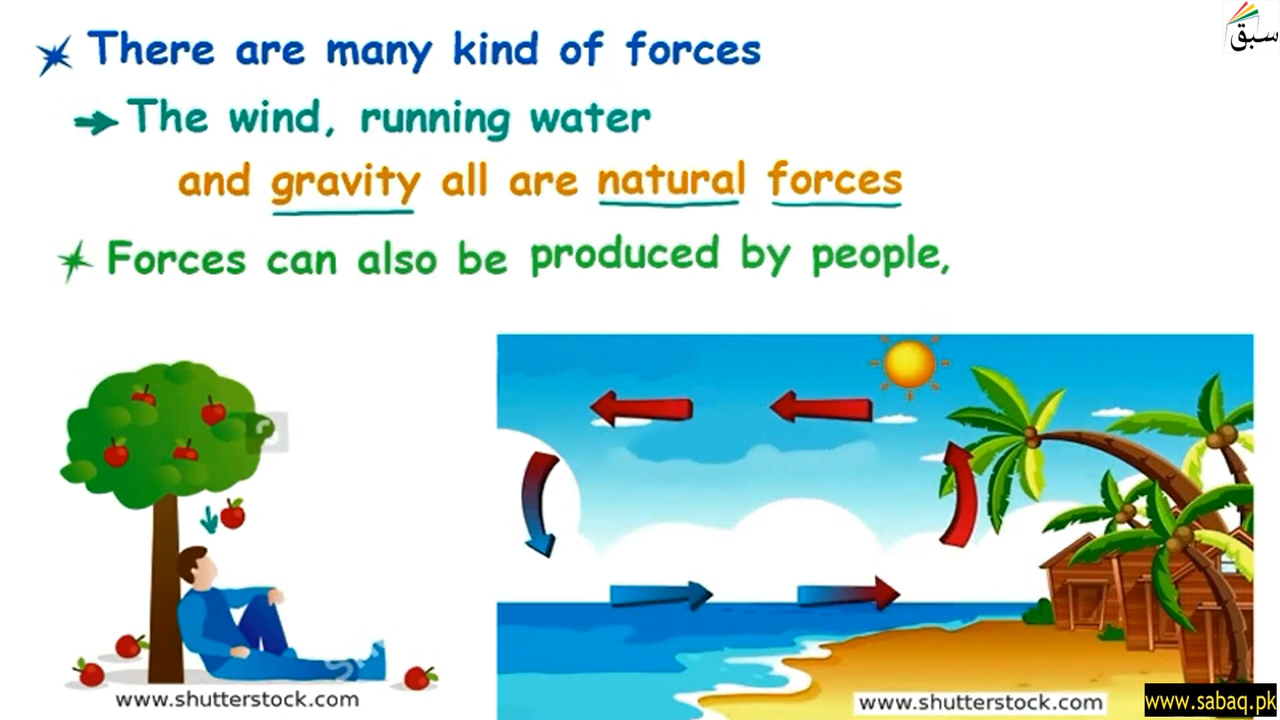 There are many kind of forces
سبق
The wind, running water
and gravity all are natural forces
Forces can also be produced by people,
www.shutterstock.com
www.shutterstock.com
www.sabaq.pk